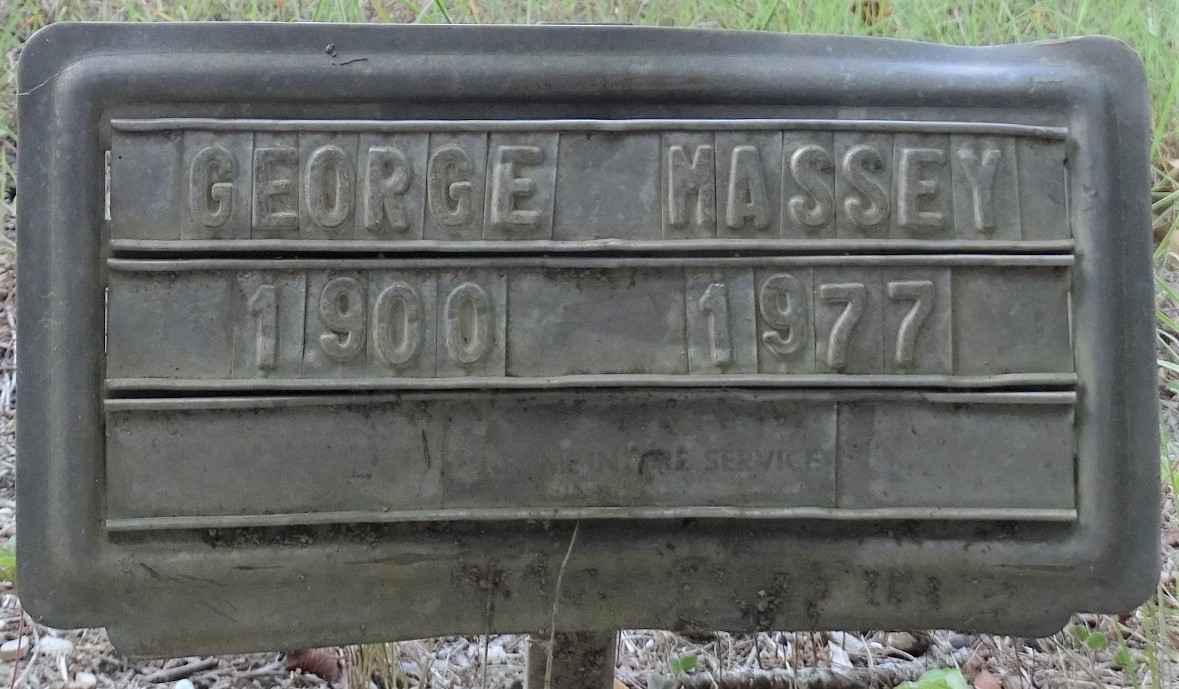 GEORGE MASSEY
1900 1977
SERVICE